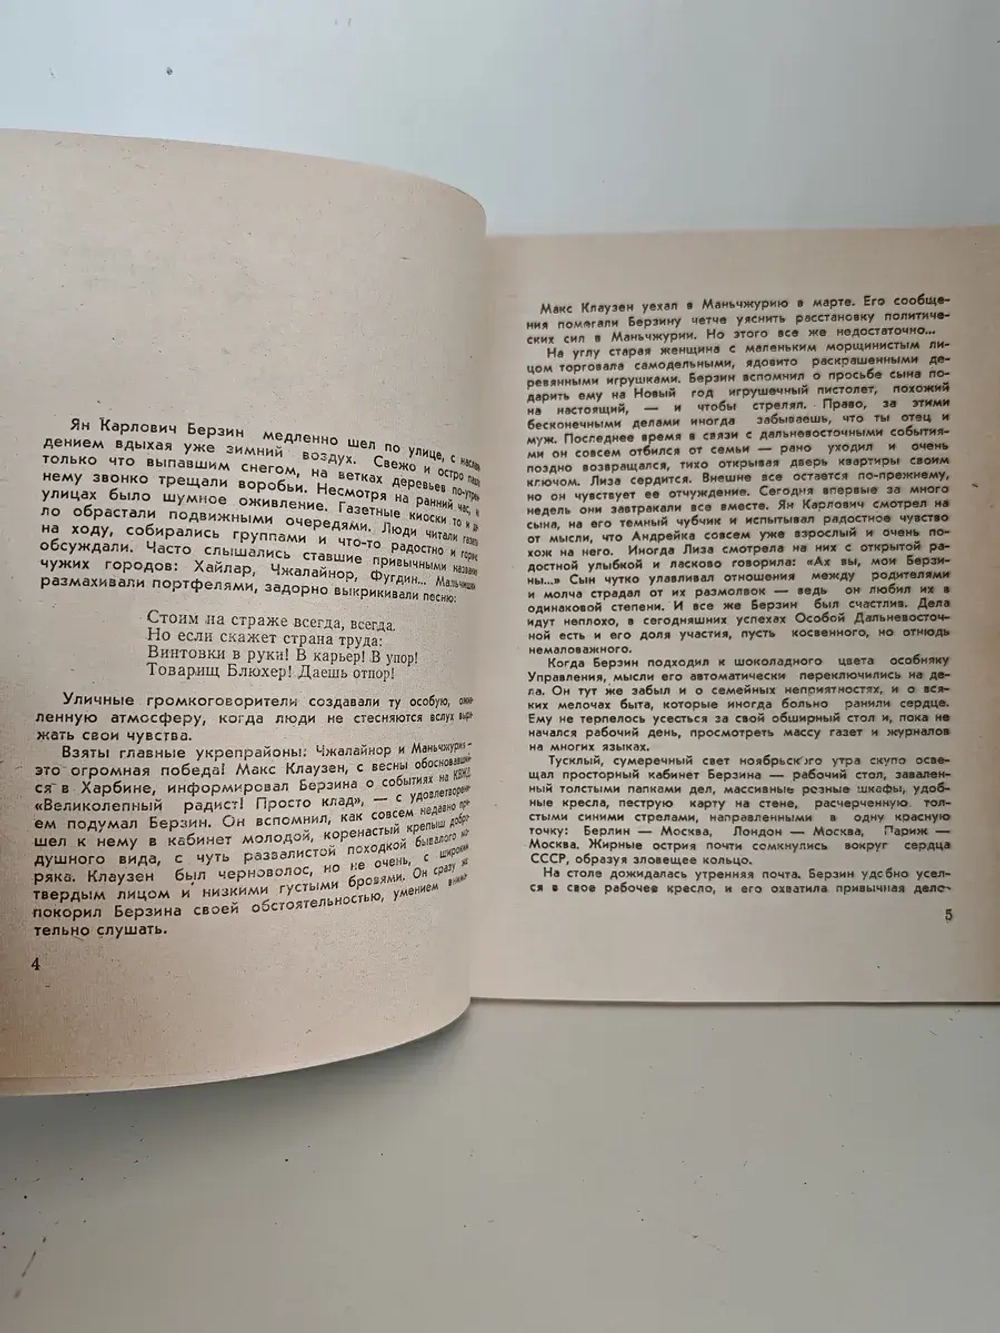 Ян Карлович Берзин медленно шел по улице, с наслаж-
дением вдыхая уже зимний воздух. Свежо и остро пахло
только что выпавшим снегом, на ветках деревьев по-утрен-
нему звонко трещали воробьи. Несмотря на ранний час, на
улицах было шумное оживление. Газетные киоски то и де-
ло обрастали подвижными очередями. Люди читали газеты
на ходу, собирались группами и что-то радостно и горячо
обсуждали. Часто слышались ставшие привычными названия
чужих городов: Хайлар, Чжалайнор, Фугдин... Мальчишки
размахивали портфелями, задорно выкрикивали песню:
Стоим на страже всегда, всегда.
Но если скажет страна труда:
Винтовки в руки! В карьер! В упор!
Товарищ Блюхер! Даешь отпор!
Уличные громкоговорители создавали ту особую, ожив-
ленную атмосферу, когда люди не стесняются вслух выра-
жать свои чувства.
Взяты главные укрепрайоны: Чжалайнор и Маньчжурия —
это огромная победа! Макс Клаузен, с весны обосновавший-
ся в Харбине, информировал Берзина о событиях на КВЖД.
«Великолепный радист! Просто клад», — с удовлетворени-
ем подумал Берзин. Он вспомнил, как совсем недавно при-
шел к нему в кабинет молодой, коренастый крепыш добро-
душного вида, с чуть развалистой походкой бывалого мо-
ряка. Клаузен был черноволос, но не очень, с широким
твердым лицом и низкими густыми бровями. Он сразу же
покорил Берзина своей обстоятельностью, умением внима-
тельно слушать.
4
Макс Клаузен уехал в Маньчжурию в марте. Его сообще-
ния помогали Берзину четче уяснить расстановку политиче-
ских сил в Маньчжурии. Но этого все же недостаточно...
На углу старая женщина с маленьким морщинистым ли-
цом торговала самодельными, ядовито раскрашенными де-
ревянными игрушками. Берзин вспомнил о просьбе сына по-
дарить ему на Новый год игрушечный пистолет, похожий
на настоящий, — и чтобы стрелял. Право, за этими
бесконечными делами иногда забываешь, что ты отец и
муж. Последнее время в связи с дальневосточными события-
ми он совсем отбился от семьи — рано уходил и очень
поздно возвращался, тихо открывая дверь квартиры своим
ключом. Лиза сердится. Внешне все остается по-прежнему,
но он чувствует ее отчуждение. Сегодня впервые за много
недель они завтракали все вместе. Ян Карлович смотрел на
сына, на его темный чубчик и испытывал радостное чувство
от мысли, что Андрейка совсем уже взрослый и очень по-
хож на него. Иногда Лиза смотрела на них с открытой ра-
достной улыбкой и ласково говорила: «Ах вы, мои Берзи-
ны...» Сын чутко улавливал отношения между родителями
и молча страдал от их размолвок — ведь он любил их в
одинаковой степени. И все же Берзин был счастлив. Дела
идут неплохо, в сегодняшних успехах Особой Дальневосточ-
ной есть и его доля участия, пусть косвенного, но отнюдь
немаловажного.
Когда Берзин подходил к шоколадного цвета особняку
Управления, мысли его автоматически переключились на де-
ла. Он тут же забыл и о семейных неприятностях, и о вся-
ких мелочах быта, которые иногда больно ранили сердце.
Ему не терпелось усесться за свой обширный стол и, пока не
начался рабочий день, просмотреть массу газет и журналов
на многих языках.
Тусклый, сумеречный свет ноябрьского утра скупо осве-
щал просторный кабинет Берзина — рабочий стол, заваленный
толстыми папками дел, массивные резные шкафы, удоб-
ные кресла, пеструю карту на стене, расчерченную тол-
стыми синими стрелами, направленными в одну красную
точку: Берлин — Москва, Лондон — Москва, Париж —
Москва. Жирные острия почти сомкнулись вокруг сердца
СССР, образуя зловещее кольцо.
На столе дожидалась утренняя почта. Берзин удобно усел-
ся в свое рабочее кресло, и его охватила привычная дело-
5